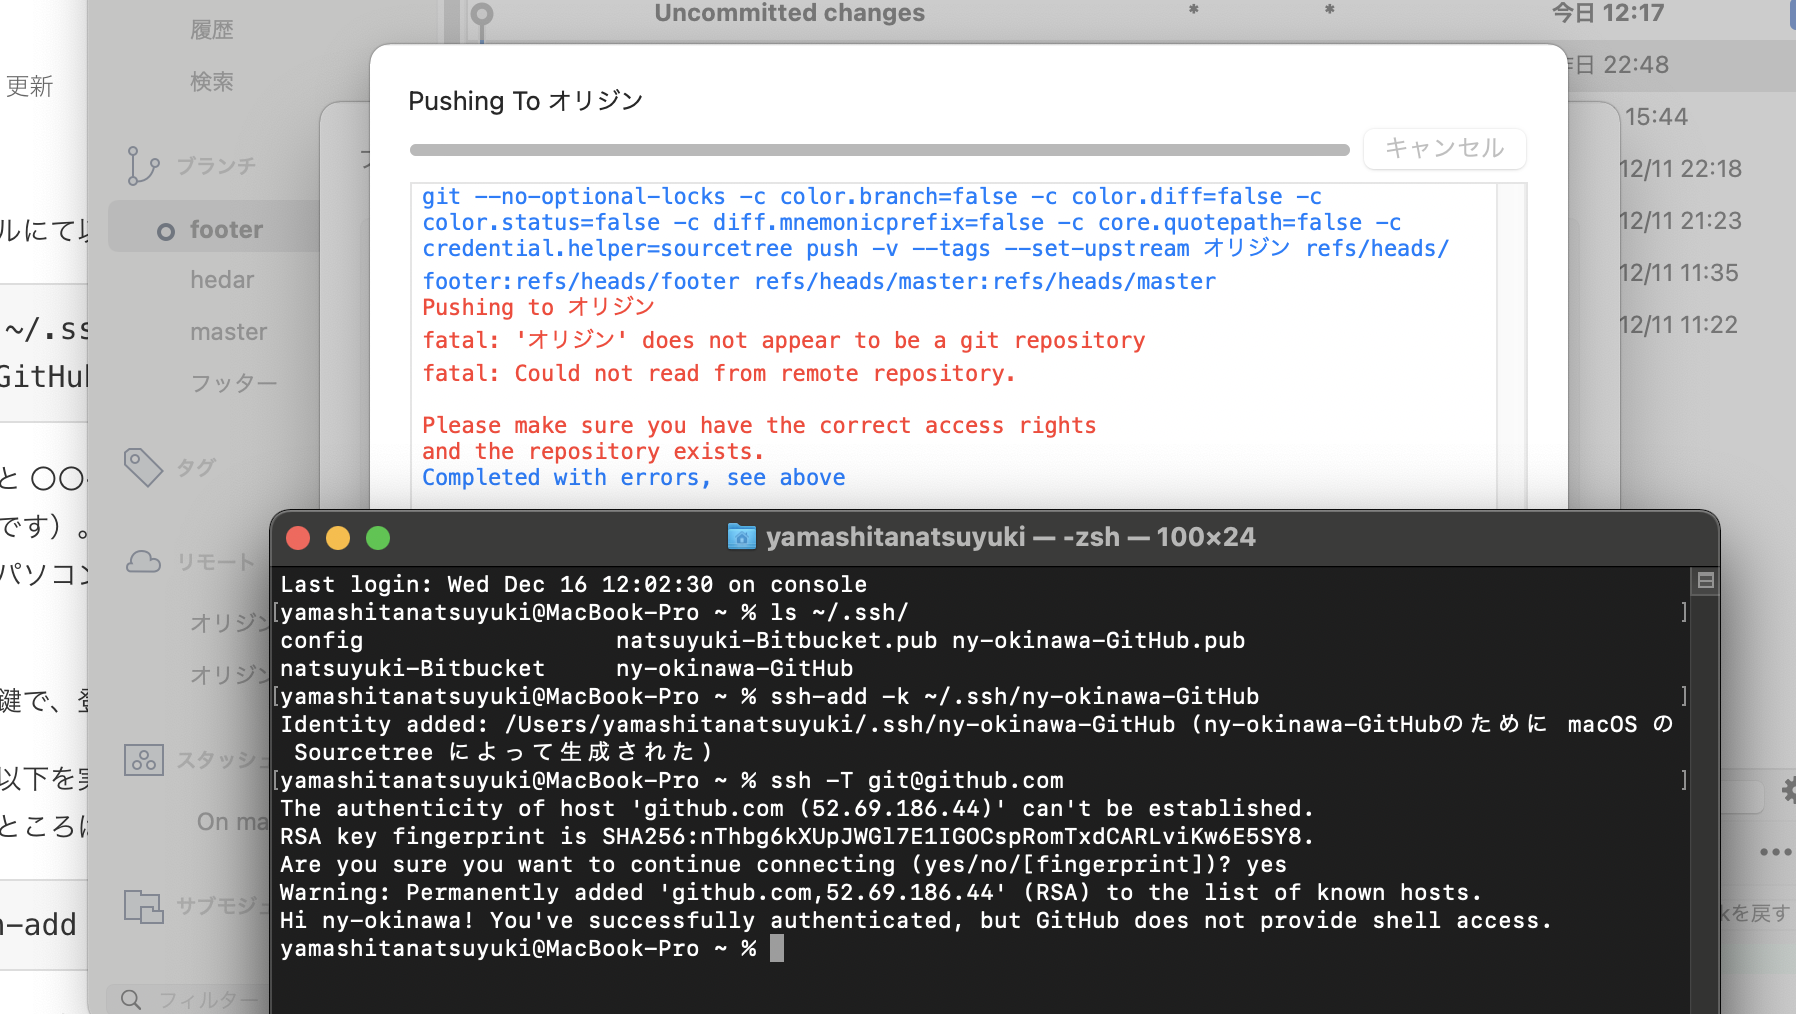 履歴
検索
更新
Uncommitted changes * * 今日 12:17
日 22:48
15:44
12/11 22:18
12/11 21:23
12/11 11:35
12/11 11:22
ブランチ
footer
hedar
master
フッター
タグ
リモート
オリジン
オリジン
スタッシュ
On ma
サブモジュ
フィルター
ルにて以
~/.ss
GitHub
と 〇〇
です）。
パソコン
鍵で、登
以下を実
ところは
h-add
Pushing To オリジン
キャンセル
git --no-optional-locks -c color.branch=false -c color.diff=false -c
color.status=false -c diff.mnemonicprefix=false -c core.quotepath=false -c
credential.helper=sourcetree push -v --tags --set-upstream オリジン refs/heads/
footer:refs/heads/footer refs/heads/master:refs/heads/master
Pushing to オリジン
fatal: 'オリジン' does not appear to be a git repository
fatal: Could not read from remote repository.
Please make sure you have the correct access rights
and the repository exists.
Completed with errors, see above
yamashitanatsuyuki — -zsh — 100×24
Last login: Wed Dec 16 12:02:30 on console
[yamashitanatsuyuki@MacBook-Pro ~ % ls ~/.ssh/ ]
config natsuyuki-Bitbucket.pub ny-okinawa-GitHub.pub
natsuyuki-Bitbucket ny-okinawa-GitHub
[yamashitanatsuyuki@MacBook-Pro ~ % ssh-add -k ~/.ssh/ny-okinawa-GitHub ]
Identity added: /Users/yamashitanatsuyuki/.ssh/ny-okinawa-GitHub (ny-okinawa-GitHubのために macOS の
Sourcetree によって生成された)
[yamashitanatsuyuki@MacBook-Pro ~ % ssh -T git@github.com ]
The authenticity of host 'github.com (52.69.186.44)' can't be established.
RSA key fingerprint is SHA256:nThbg6kXUpJWGl7E1IGOCspRomTxdCARLviKw6E5SY8.
Are you sure you want to continue connecting (yes/no/[fingerprint])? yes
Warning: Permanently added 'github.com,52.69.186.44' (RSA) to the list of known hosts.
Hi ny-okinawa! You've successfully authenticated, but GitHub does not provide shell access.
yamashitanatsuyuki@MacBook-Pro ~ %
kを戻す